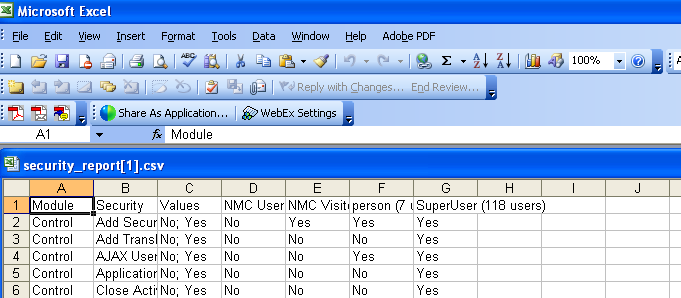 Microsoft Excel
File Edit View Insert Format Tools Data Window Help Adobe PDF
ABC Σ A Z Z A 100%
Reply with Changes... End Review...
Share As Application... WebEx Settings
A1 fx Module
security_report[1].csv
A B C D E F G H I J
1 Module Security Values NMC User NMC Visit person (7 u SuperUser (118 users)
2 Control Add Secur No; Yes No Yes Yes Yes
3 Control Add Transl No; Yes No No No Yes
4 Control AJAX User No; Yes No No Yes Yes
5 Control Application No; Yes No No No Yes
6 Control Close Acti No; Yes No No No Yes